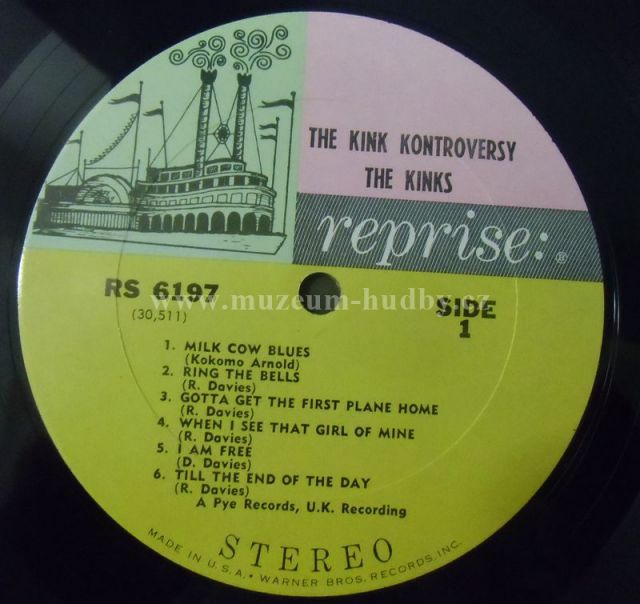 THE KINK KONTROVERSY
THE KINKS
reprise:®
RS 6197
(30,511)
SIDE
1
www.muzeum-hudby.cz
1. MILK COW BLUES
(Kokomo Arnold)
2. RING THE BELLS
(R. Davies)
3. GOTTA GET THE FIRST PLANE HOME
(R. Davies)
4. WHEN I SEE THAT GIRL OF MINE
(R. Davies)
5. I AM FREE
(D. Davies)
6. TILL THE END OF THE DAY
(R. Davies)
A Pye Records, U.K. Recording
STEREO
MADE IN U.S.A. • WARNER BROS. RECORDS, INC.